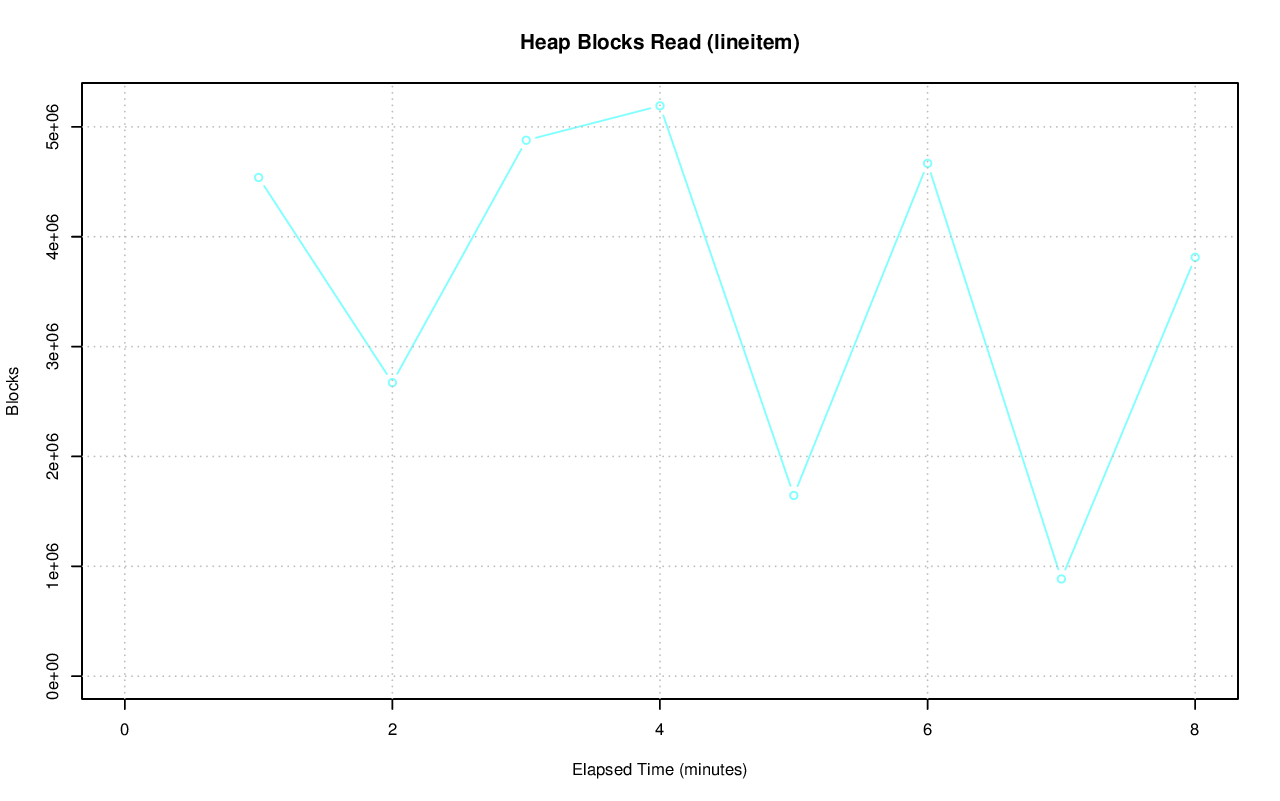 Heap Blocks Read (lineitem)
Blocks
5e+06
4e+06
3e+06
2e+06
1e+06
0e+00
0 2 4 6 8
Elapsed Time (minutes)